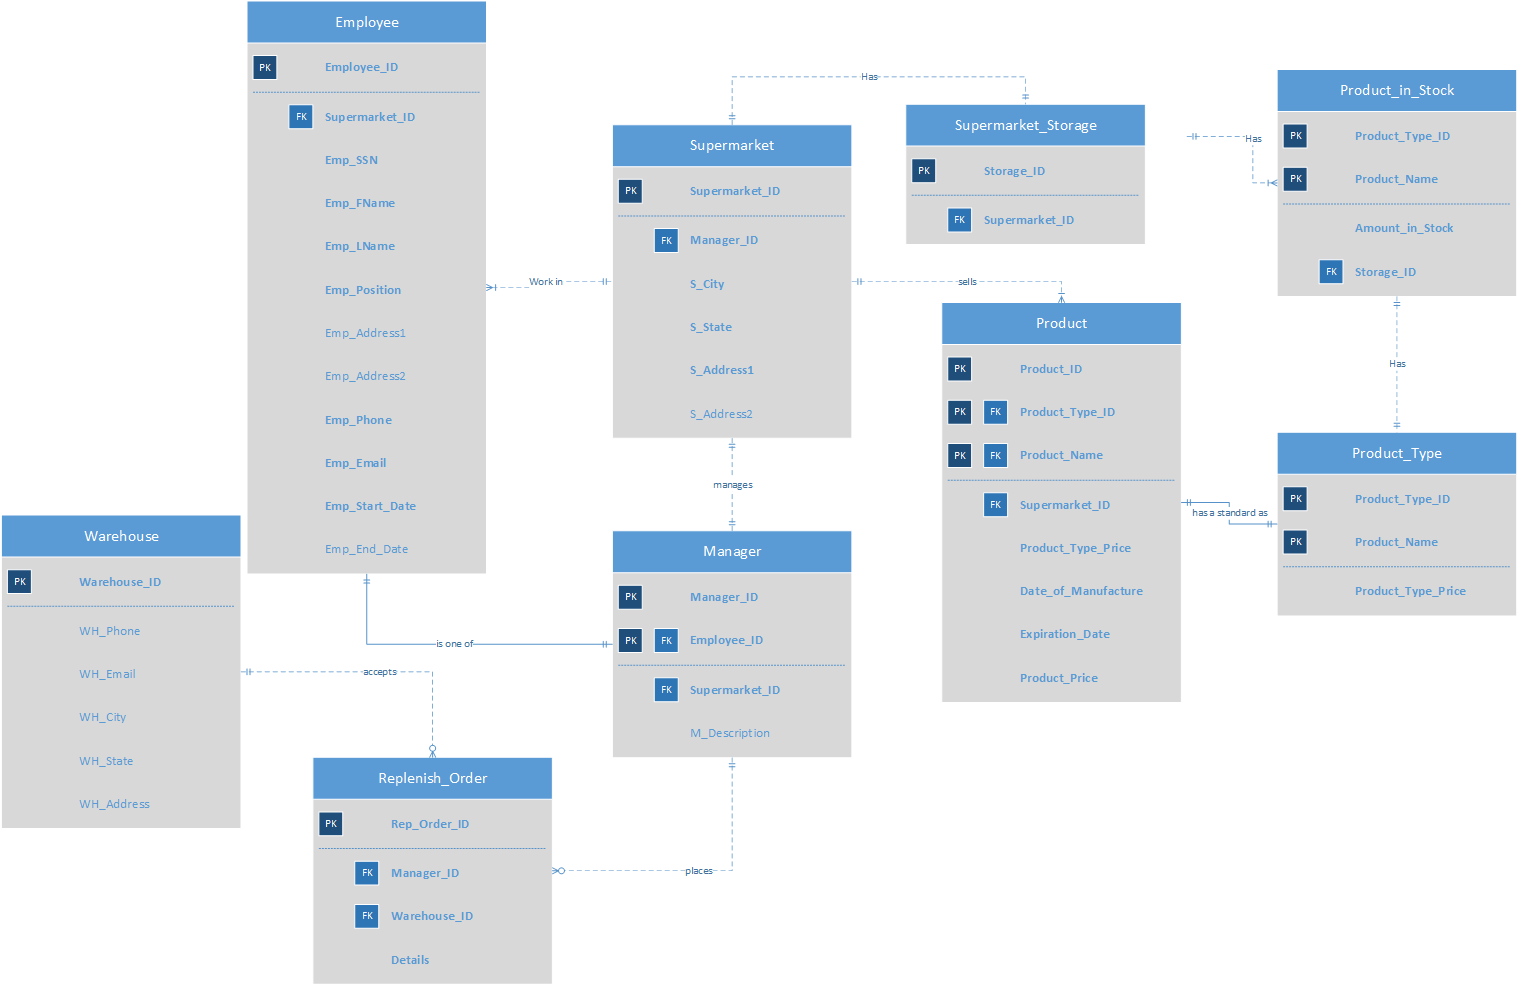 Employee
PK Employee_ID
FK Supermarket_ID
Emp_SSN
Emp_FName
Emp_LName
Emp_Position
Emp_Address1
Emp_Address2
Emp_Phone
Emp_Email
Emp_Start_Date
Emp_End_Date
Work in
Has
Supermarket
PK Supermarket_ID
FK Manager_ID
S_City
S_State
S_Address1
S_Address2
Supermarket_Storage
PK Storage_ID
FK Supermarket_ID
Has
Product_in_Stock
PK Product_Type_ID
PK Product_Name
Amount_in_Stock
FK Storage_ID
sells
Product
PK Product_ID
PK FK Product_Type_ID
PK FK Product_Name
FK Supermarket_ID
Product_Type_Price
Date_of_Manufacture
Expiration_Date
Product_Price
Has
has a standard as
Product_Type
PK Product_Type_ID
PK Product_Name
Product_Type_Price
manages
Manager
PK Manager_ID
PK FK Employee_ID
FK Supermarket_ID
M_Description
is one of
Warehouse
PK Warehouse_ID
WH_Phone
WH_Email
WH_City
WH_State
WH_Address
accepts
Replenish_Order
PK Rep_Order_ID
FK Manager_ID
FK Warehouse_ID
Details
places